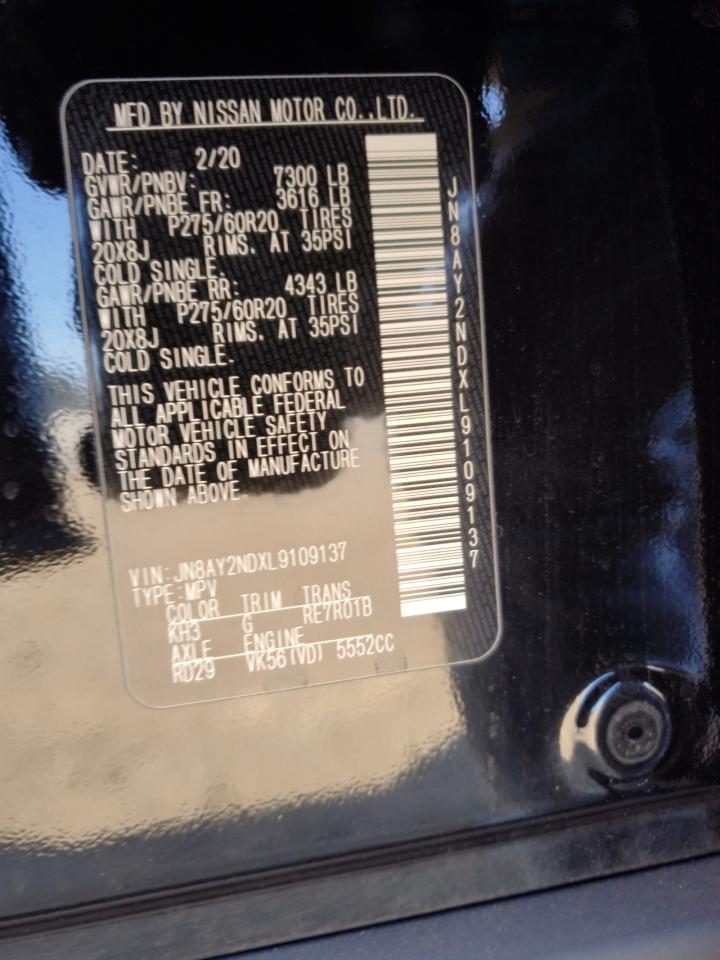 MFD BY NISSAN MOTOR CO.,LTD.
DATE: 2/20
GVWR/PNBV: 7300 LB
GAWR/PNBE FR: 3616 LB
WITH P275/60R20 TIRES
20X8J RIMS. AT 35PSI
COLD SINGLE.
GAWR/PNBE RR: 4343 LB
WITH P275/60R20 TIRES
20X8J RIMS. AT 35PSI
COLD SINGLE.
THIS VEHICLE CONFORMS TO
ALL APPLICABLE FEDERAL
MOTOR VEHICLE SAFETY
STANDARDS IN EFFECT ON
THE DATE OF MANUFACTURE
SHOWN ABOVE.
VIN:JN8AY2NDXL9109137
TYPE:MPV
COLOR TRIM TRANS
KH3 G RE7R01B
AXLE ENGINE
RD29 VK56(VD) 5552CC
JN8AY2NDXL9109137